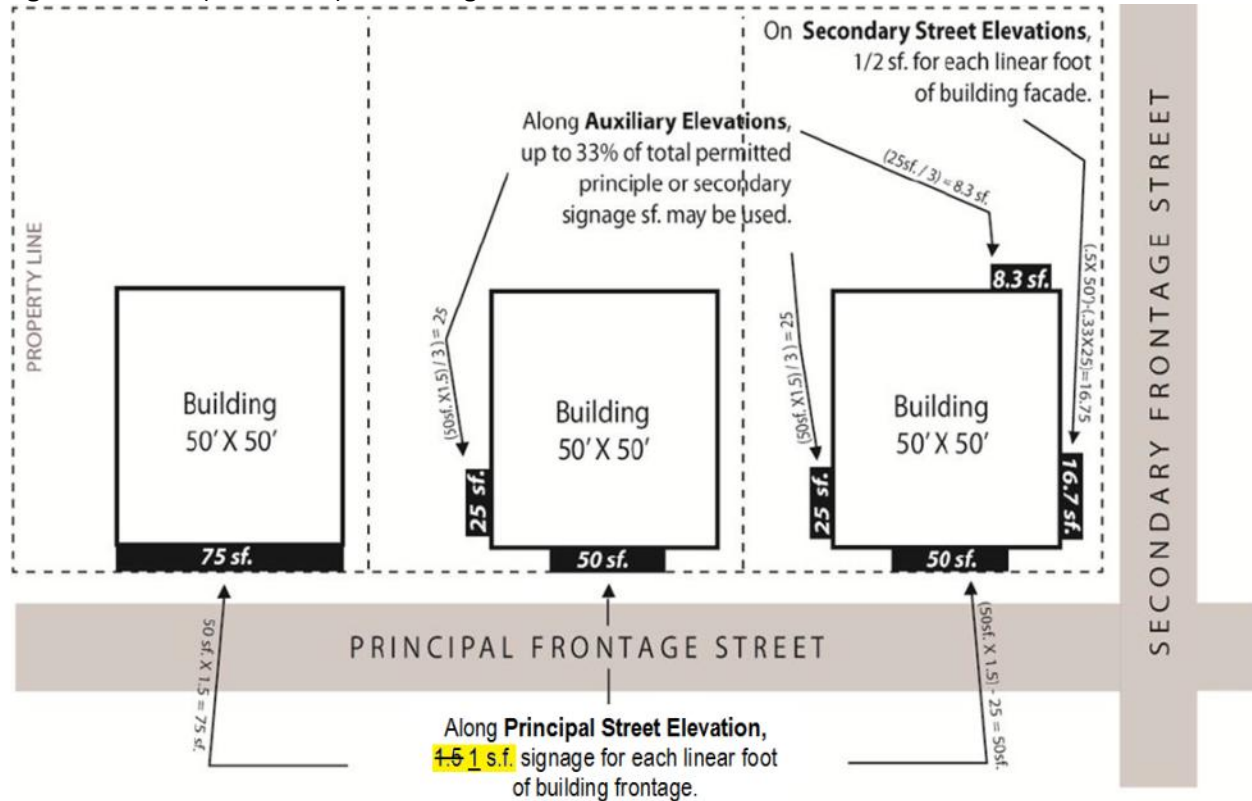 On Secondary Street Elevations,
1/2 sf. for each linear foot
of building facade.
Along Auxiliary Elevations,
up to 33% of total permitted
principle or secondary
signage sf. may be used.
(25sf. / 3) = 8.3 sf.
(.5X 50')-(.33X25)=16.75
PROPERTY LINE
SECONDARY FRONTAGE STREET
8.3 sf.
(50sf. X1.5) / 3 ) = 25
(50sf. X1.5) / 3 ) = 25
Building
50' X 50'
Building
50' X 50'
Building
50' X 50'
25 sf.
25 sf.
16.7 sf.
75 sf.
50 sf.
50 sf.
PRINCIPAL FRONTAGE STREET
50 sf. X 1.5 = 75 sf.
(50sf. X 1.5) - 25 = 50sf.
Along Principal Street Elevation,
1.5 1 s.f. signage for each linear foot
of building frontage.